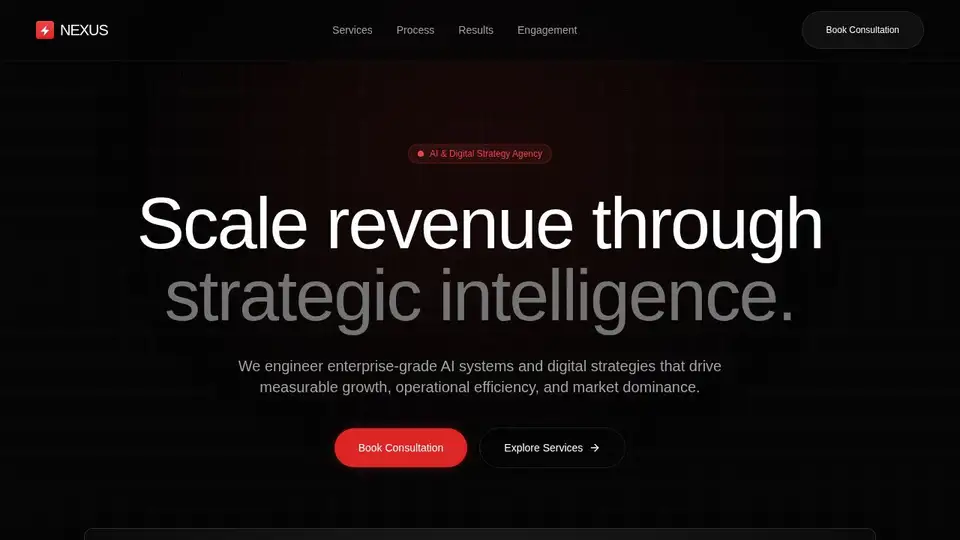 NEXUS
Services
Process
Results
Engagement
Book Consultation
AI & Digital Strategy Agency
Scale revenue through
strategic intelligence.
We engineer enterprise-grade AI systems and digital strategies that drive
measurable growth, operational efficiency, and market dominance.
Book Consultation
Explore Services →